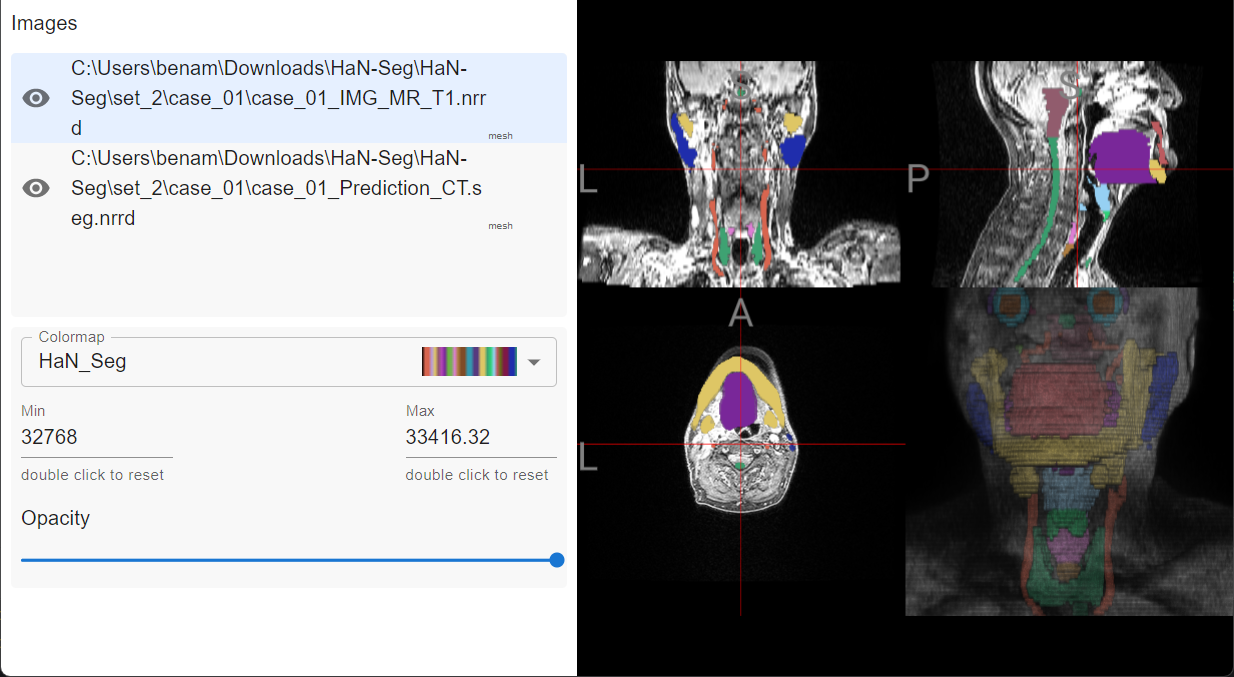 Images
C:\Users\benam\Downloads\HaN-Seg\HaN-
Seg\set_2\case_01\case_01_IMG_MR_T1.nrr
d
mesh
C:\Users\benam\Downloads\HaN-Seg\HaN-
Seg\set_2\case_01\case_01_Prediction_CT.s
eg.nrrd
mesh
Colormap
HaN_Seg
Min
32768
double click to reset
Max
33416.32
double click to reset
Opacity
S
S
L
P
A
L